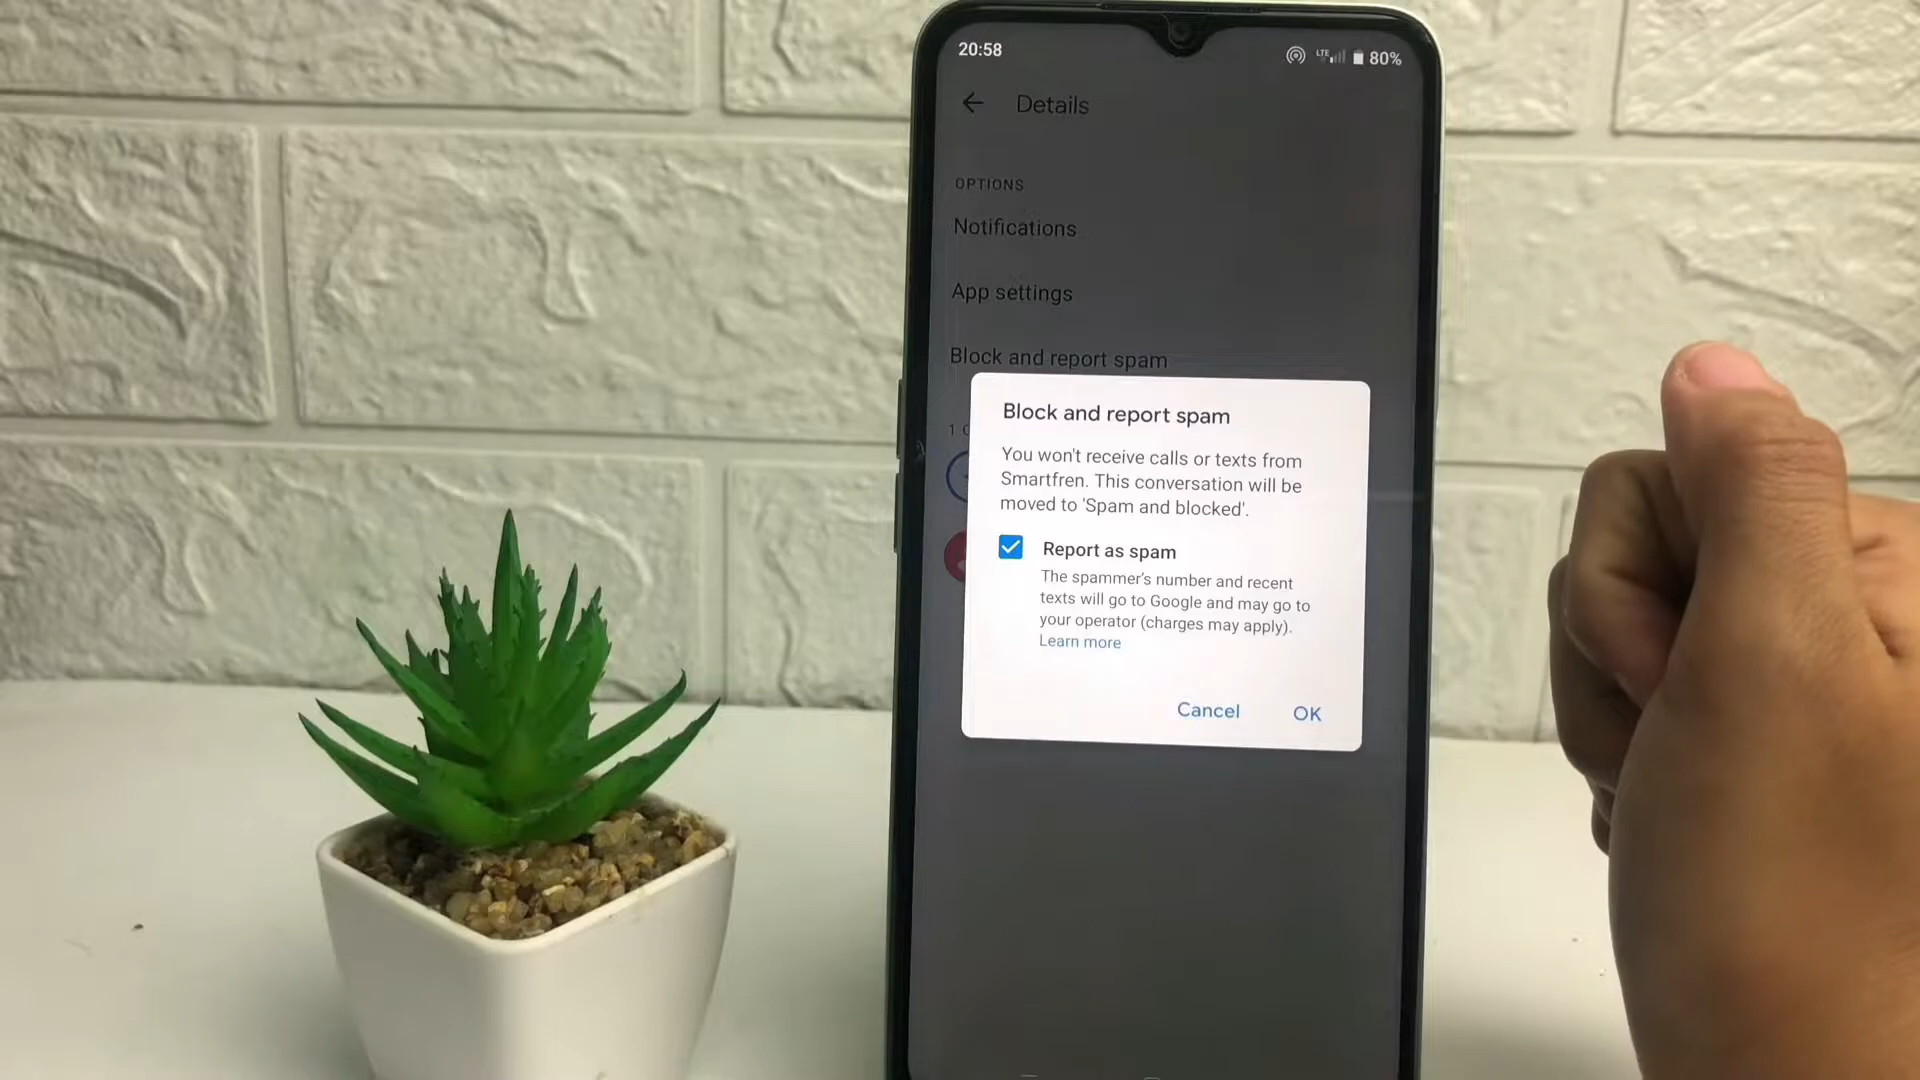 20:58
LTE 80%
Details
OPTIONS
Notifications
App settings
Block and report spam
1
Block and report spam
You won't receive calls or texts from
Smartfren. This conversation will be
moved to 'Spam and blocked'.
Report as spam
The spammer's number and recent
texts will go to Google and may go to
your operator (charges may apply).
Learn more
Cancel
OK